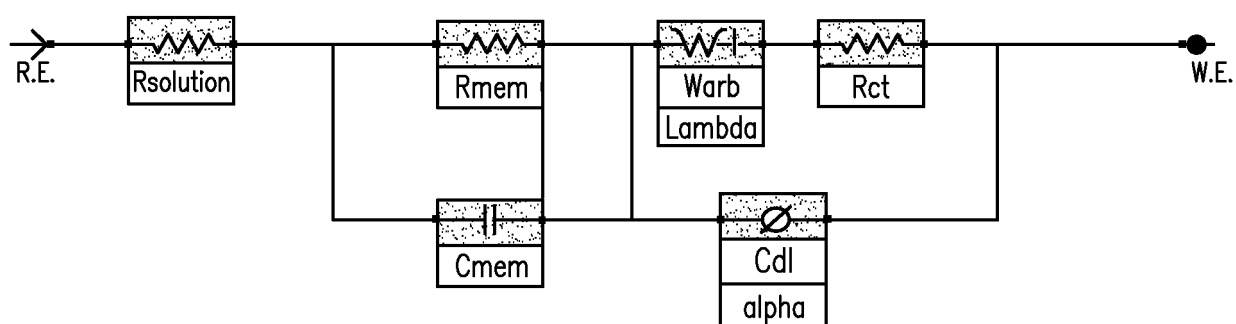 R.E.
Rsolution
Rmem
Warb
Lambda
Rct
W.E.
Cmem
Cdl
alpha